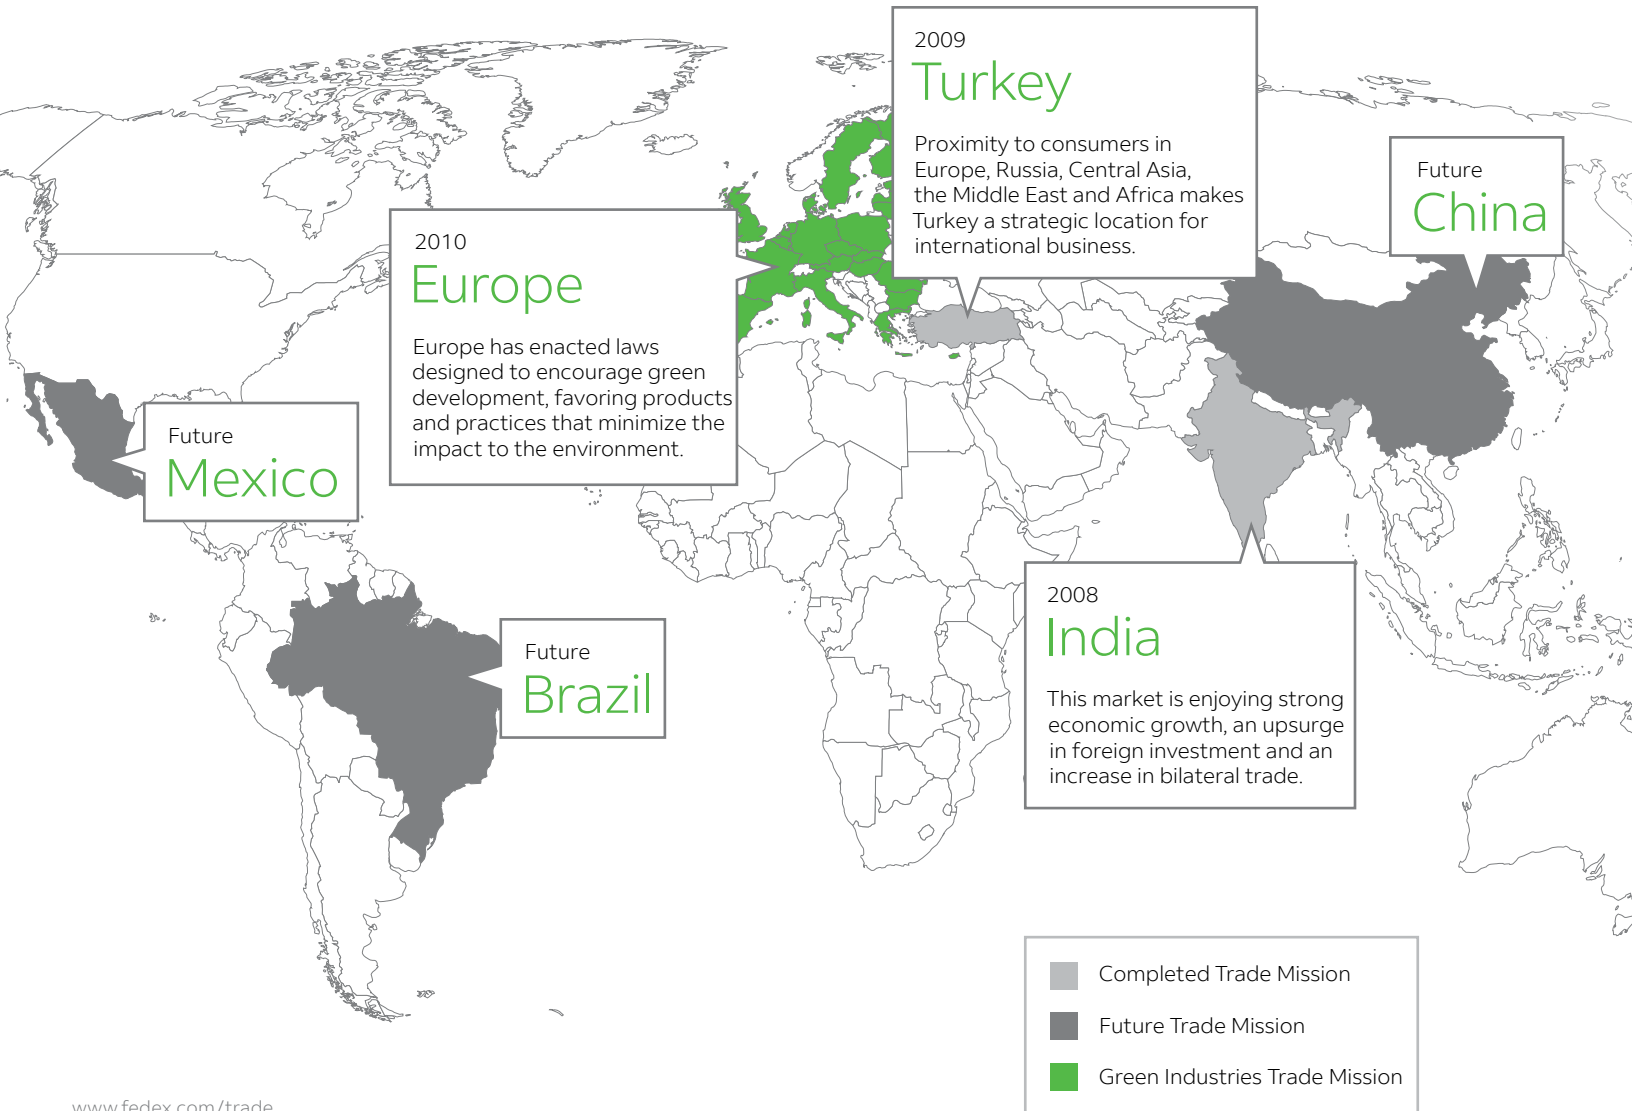 2009
Turkey
Proximity to consumers in
Europe, Russia, Central Asia,
the Middle East and Africa makes
Turkey a strategic location for
international business.
Future
China
2010
Europe
Europe has enacted laws
designed to encourage green
development, favoring products
and practices that minimize the
impact to the environment.
Future
Mexico
2008
India
This market is enjoying strong
economic growth, an upsurge
in foreign investment and an
increase in bilateral trade.
Future
Brazil
Completed Trade Mission
Future Trade Mission
Green Industries Trade Mission
www.fedex.com/trade